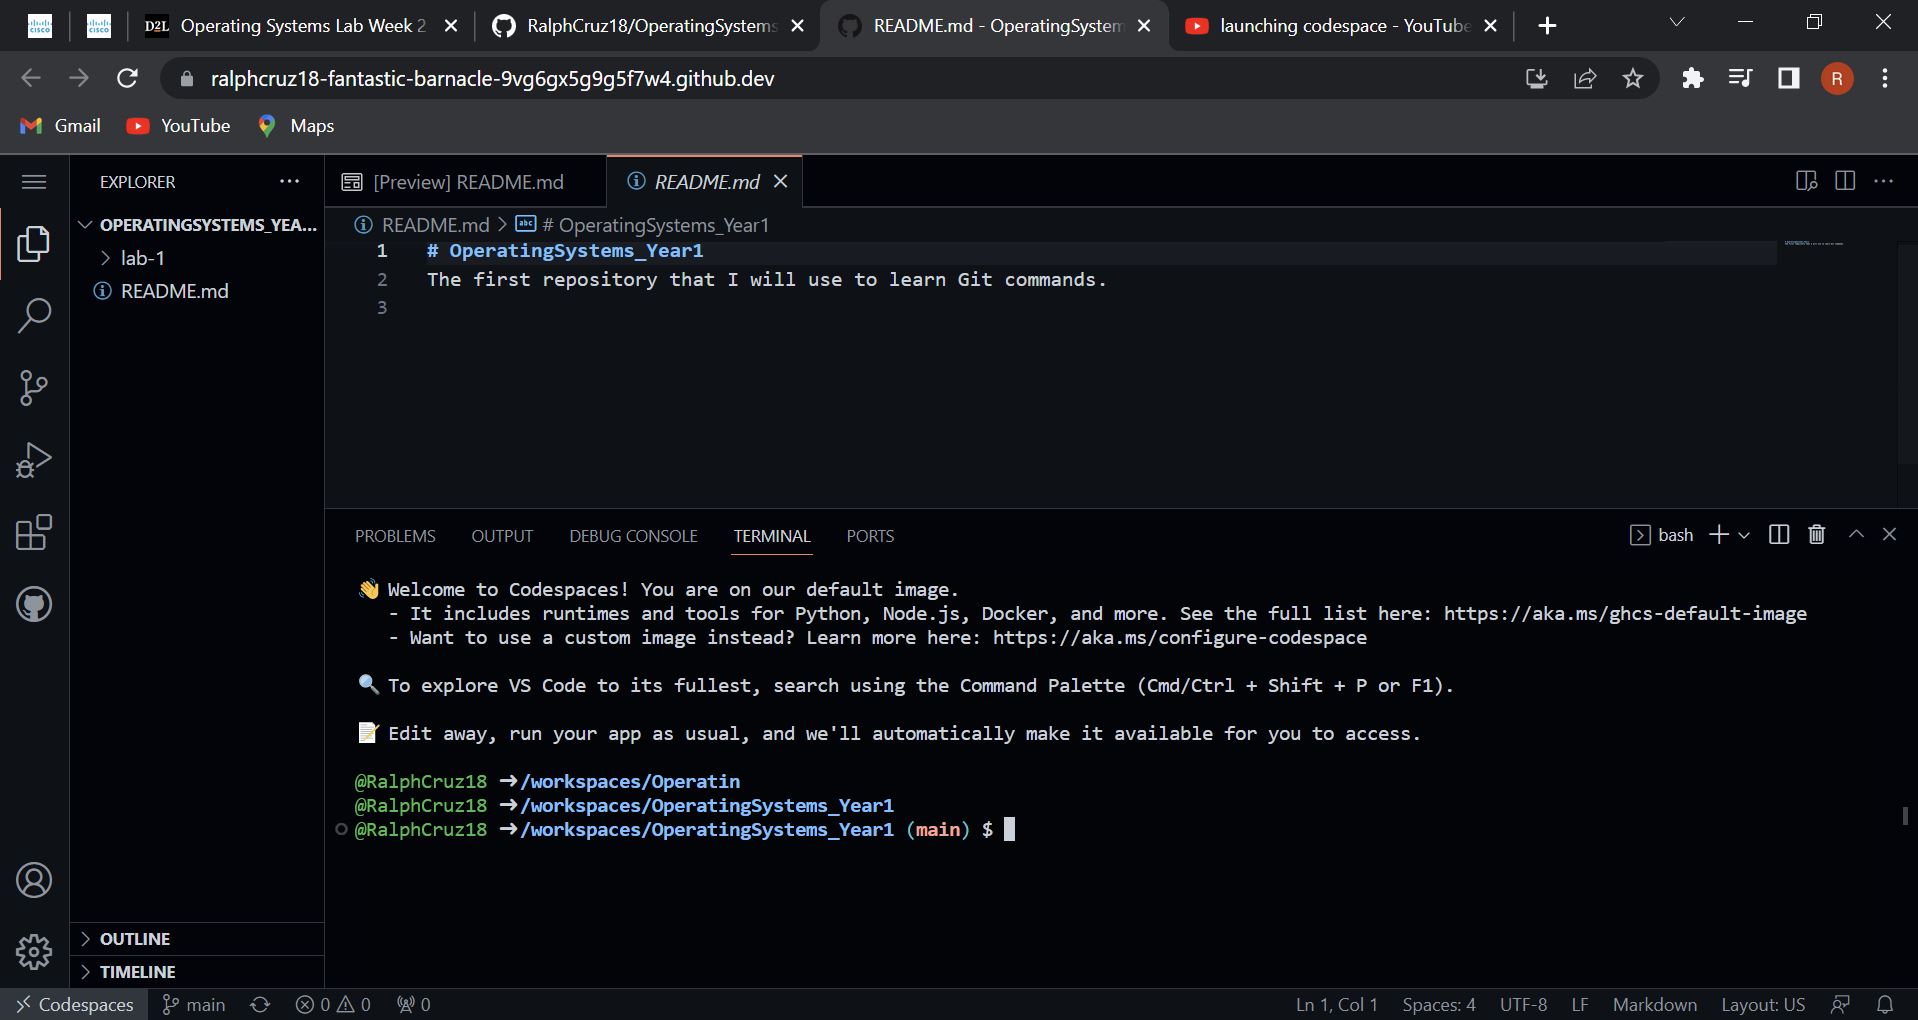 CISCO
CISCO
D2L Operating Systems Lab Week 2
RalphCruz18/OperatingSystems
README.md - OperatingSystem
launching codespace - YouTube
ralphcruz18-fantastic-barnacle-9vg6gx5g9g5f7w4.github.dev
R
Gmail
YouTube
Maps
EXPLORER
[Preview] README.md
README.md
OPERATINGSYSTEMS_YEA...
lab-1
README.md
README.md > # OperatingSystems_Year1
1 # OperatingSystems_Year1
2 The first repository that I will use to learn Git commands.
3
PROBLEMS OUTPUT DEBUG CONSOLE TERMINAL PORTS
bash
👋 Welcome to Codespaces! You are on our default image.
- It includes runtimes and tools for Python, Node.js, Docker, and more. See the full list here: https://aka.ms/ghcs-default-image
- Want to use a custom image instead? Learn more here: https://aka.ms/configure-codespace
🔍 To explore VS Code to its fullest, search using the Command Palette (Cmd/Ctrl + Shift + P or F1).
📝 Edit away, run your app as usual, and we'll automatically make it available for you to access.
@RalphCruz18 ➜/workspaces/Operatin
@RalphCruz18 ➜/workspaces/OperatingSystems_Year1
@RalphCruz18 ➜/workspaces/OperatingSystems_Year1 (main) $
OUTLINE
TIMELINE
Codespaces main 0 0 0 Ln 1, Col 1 Spaces: 4 UTF-8 LF Markdown Layout: US